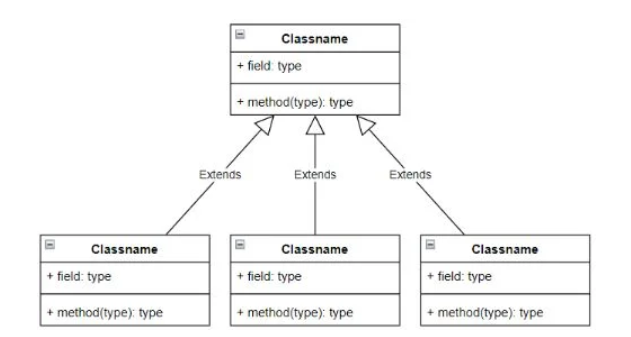 Classname
+ field: type
+ method(type): type
Extends
Extends
Extends
Classname
+ field: type
+ method(type): type
Classname
+ field: type
+ method(type): type
Classname
+ field: type
+ method(type): type